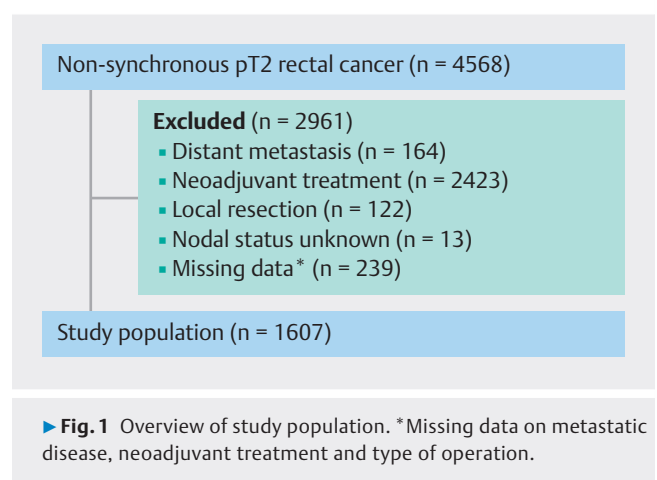 Non-synchronous pT2 rectal cancer (n = 4568)
Excluded (n = 2961)
▪ Distant metastasis (n = 164)
▪ Neoadjuvant treatment (n = 2423)
▪ Local resection (n = 122)
▪ Nodal status unknown (n = 13)
▪ Missing data* (n = 239)
Study population (n = 1607)
▶ Fig. 1 Overview of study population. *Missing data on metastatic
disease, neoadjuvant treatment and type of operation.